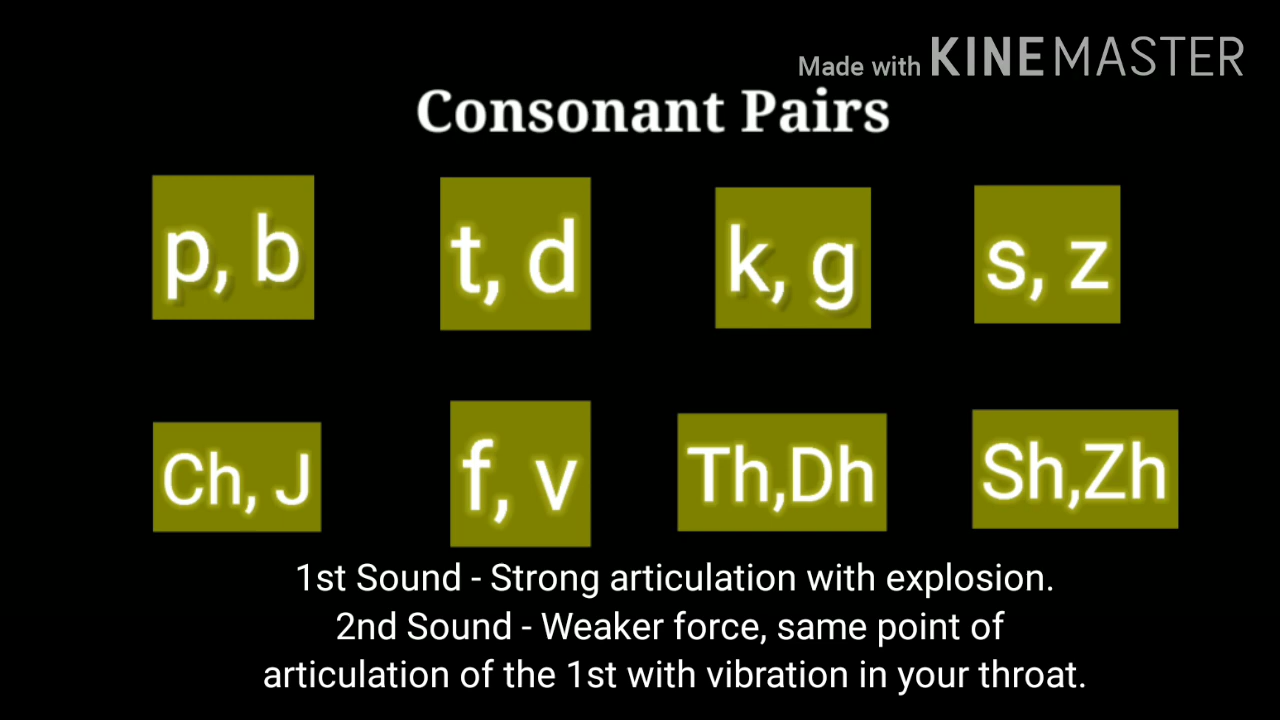 Made with KINEMASTER
Consonant Pairs
p, b
t, d
k, g
s, z
Ch, J
f, v
Th,Dh
Sh,Zh
1st Sound - Strong articulation with explosion.
2nd Sound - Weaker force, same point of
articulation of the 1st with vibration in your throat.